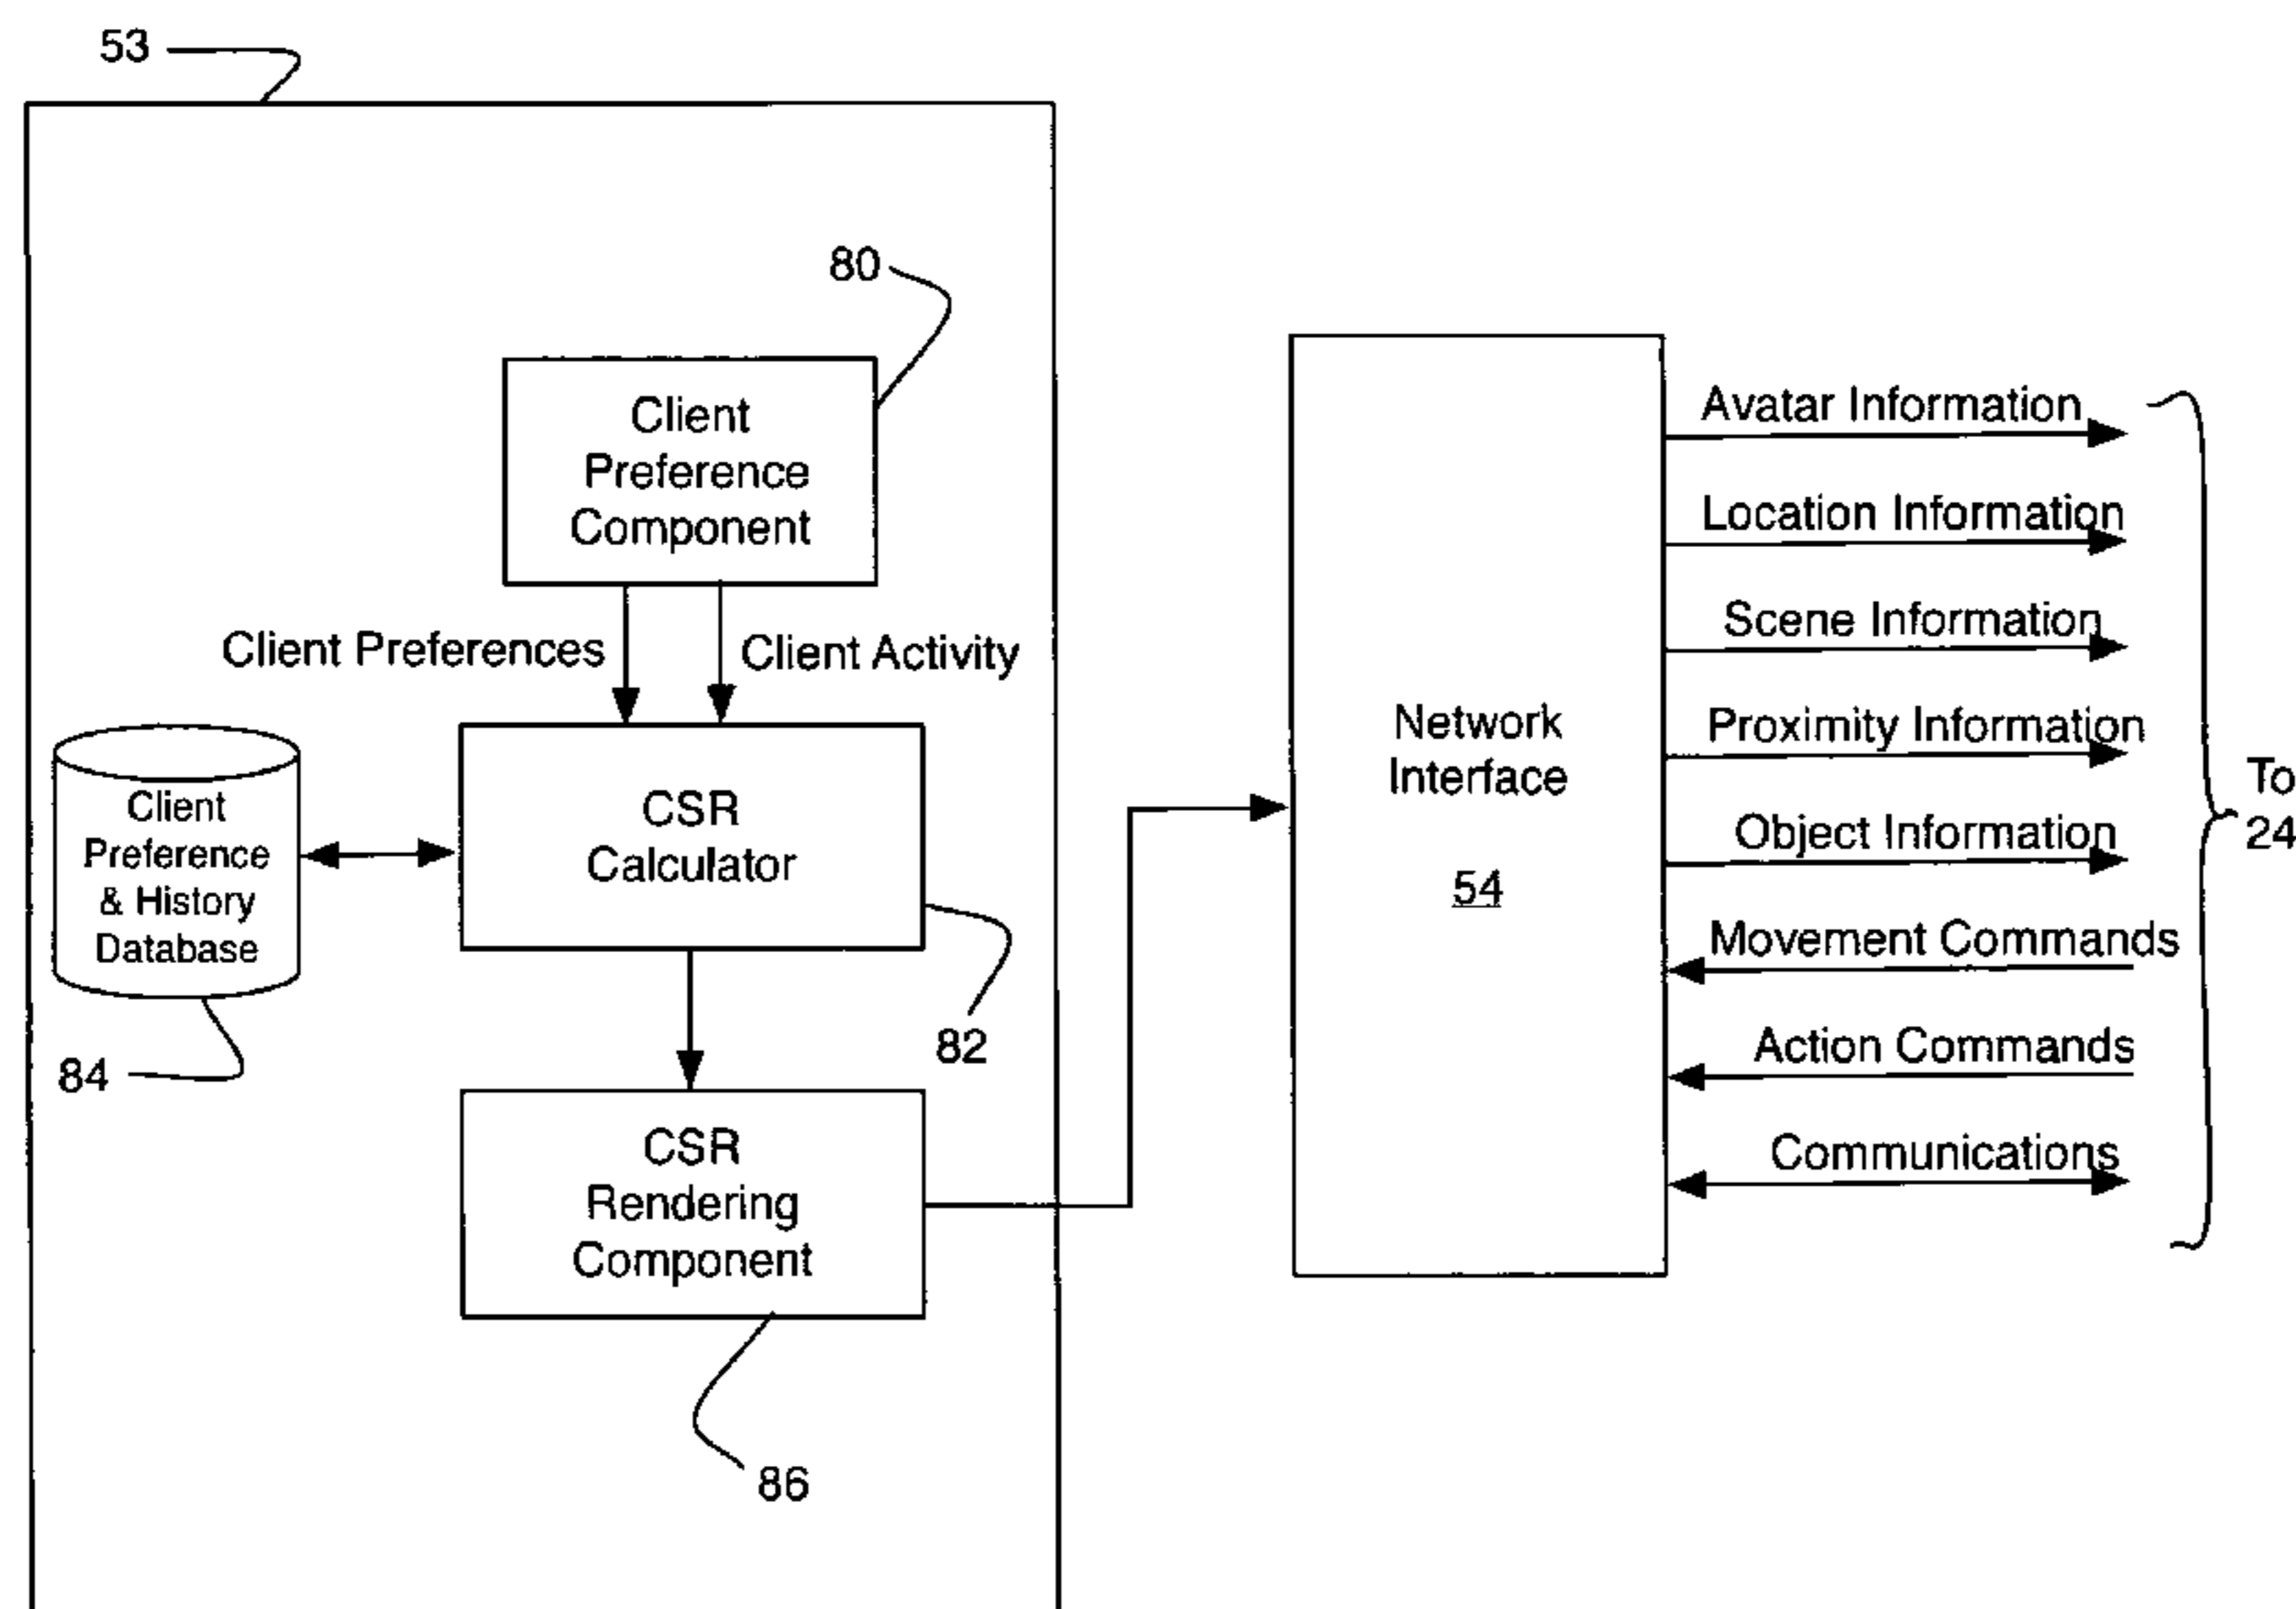 53
80
Client
Preference
Component
Client Preferences
Client Activity
Client
Preference
& History
Database
84
CSR
Calculator
82
CSR
Rendering
Component
86
Network
Interface
54
Avatar Information
Location Information
Scene Information
Proximity Information
Object Information
Movement Commands
Action Commands
Communications
To
24